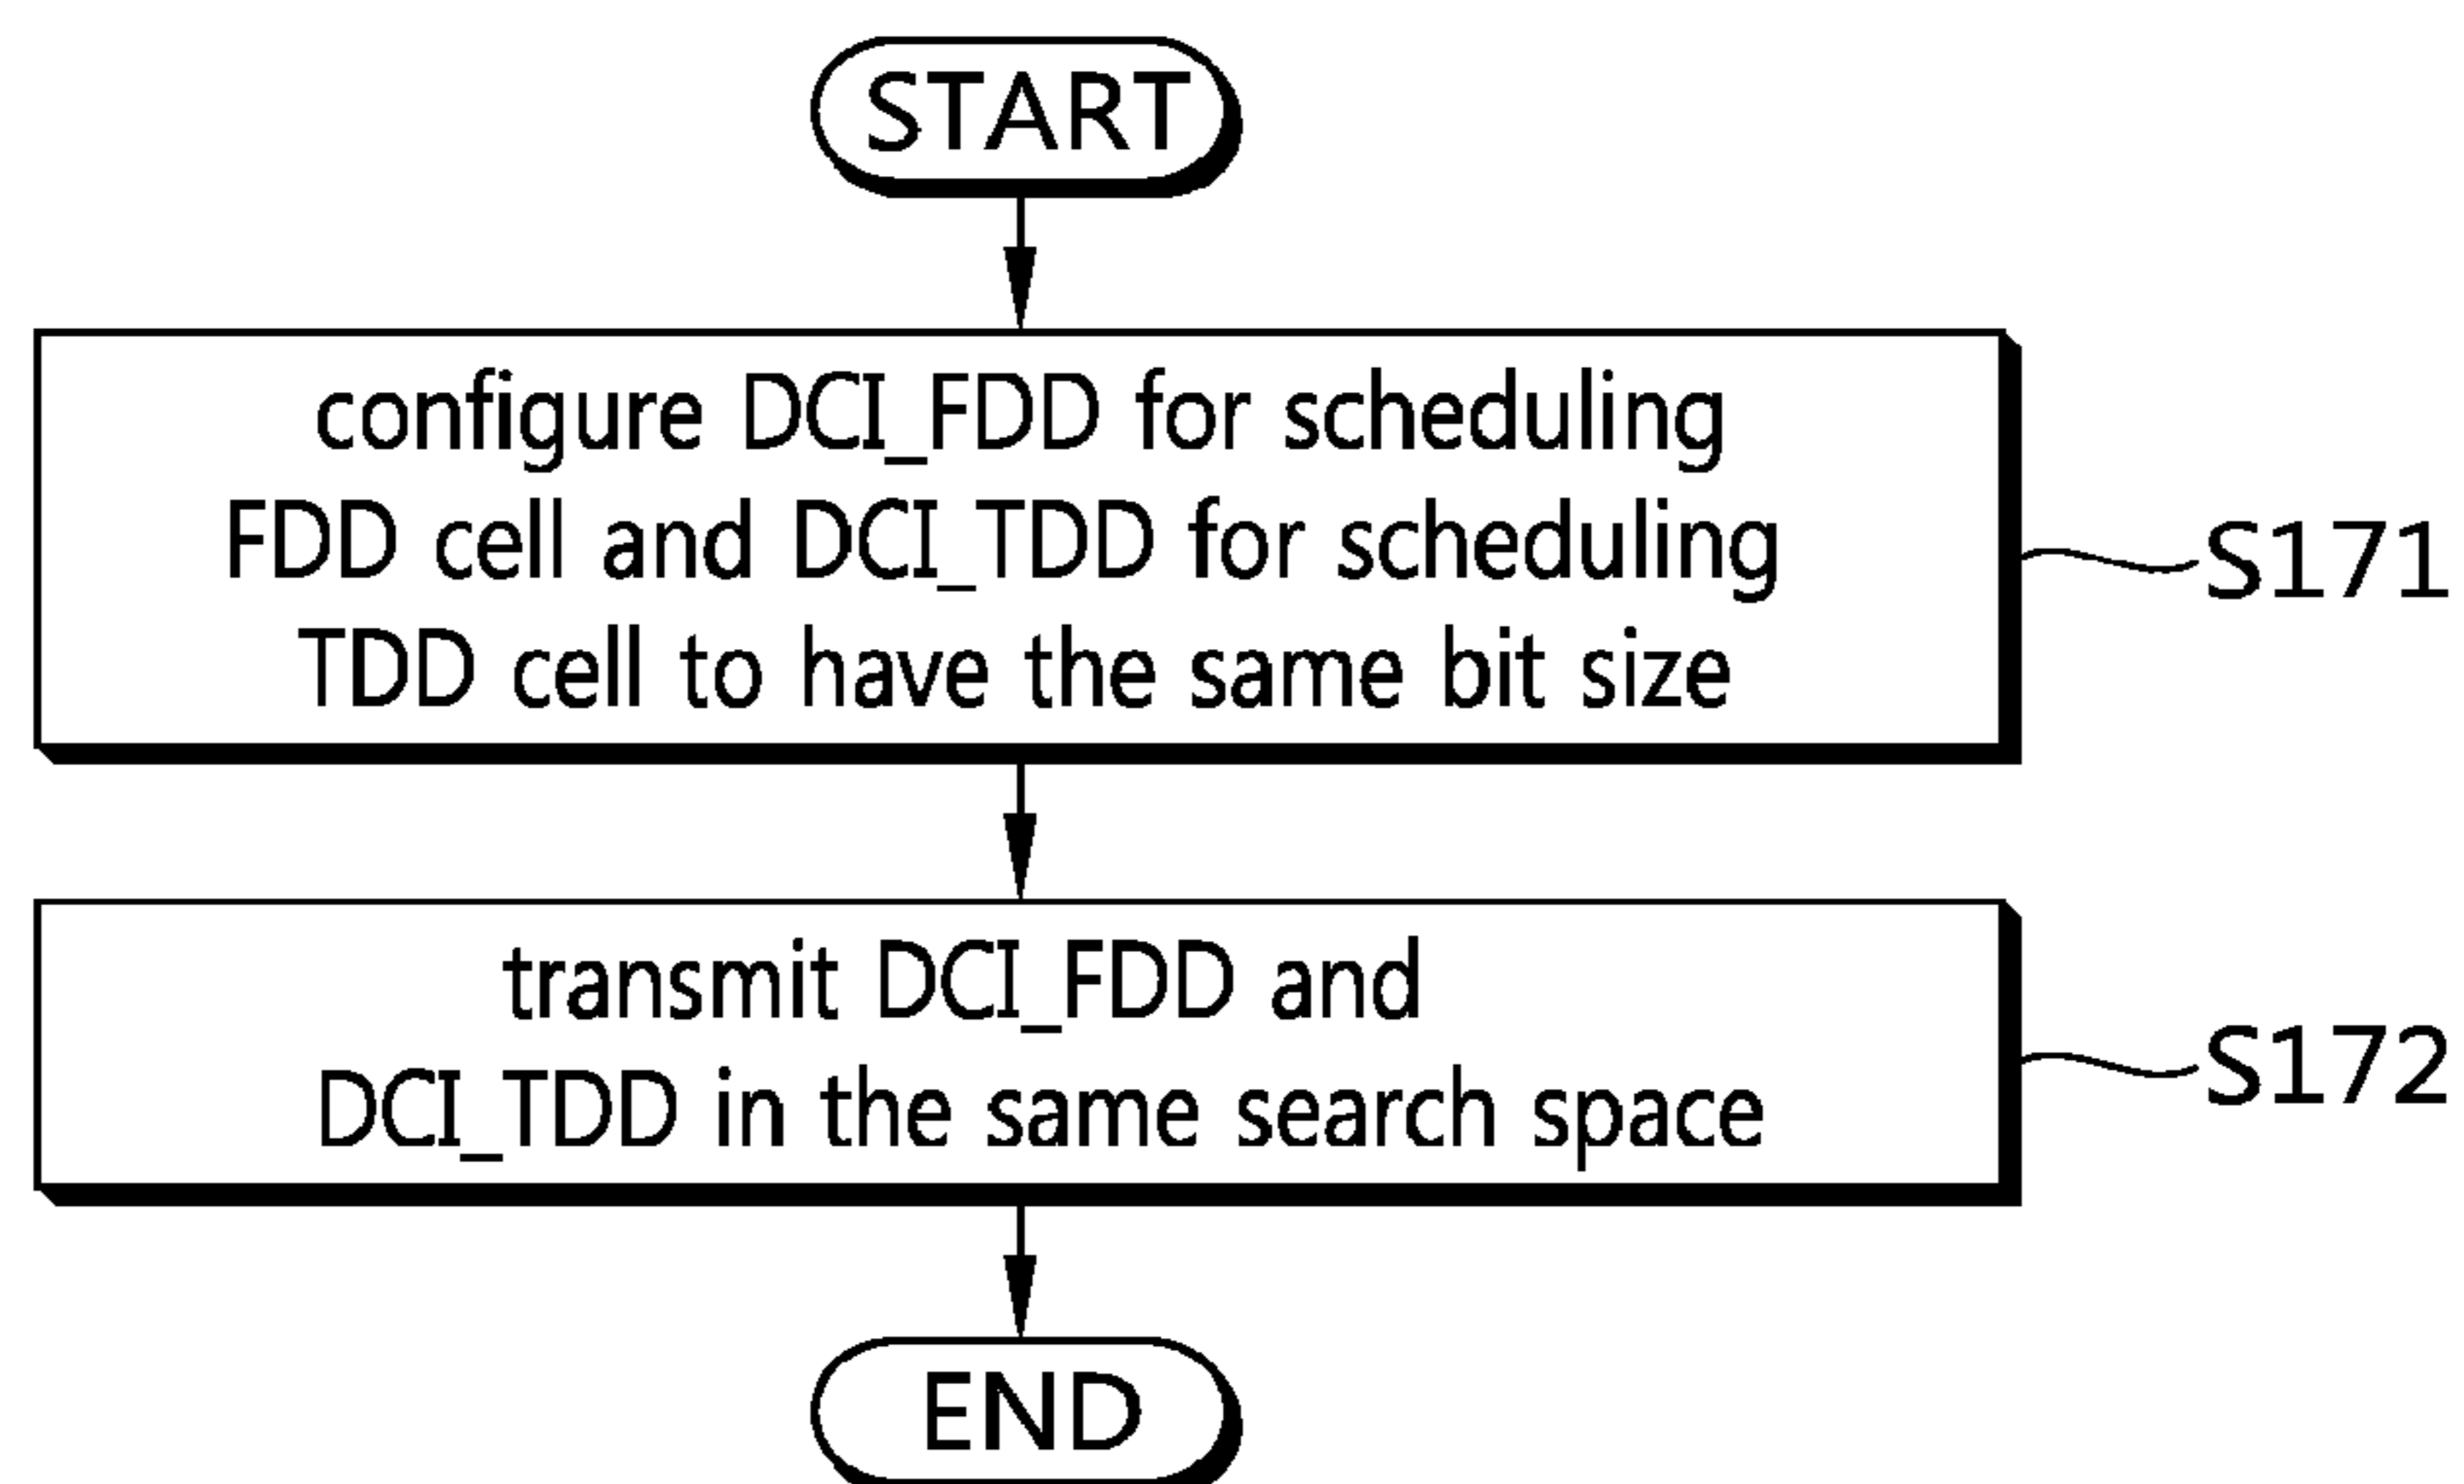 START
configure DCI_FDD for scheduling
FDD cell and DCI_TDD for scheduling
TDD cell to have the same bit size
S171
transmit DCI_FDD and
DCI_TDD in the same search space
S172
END